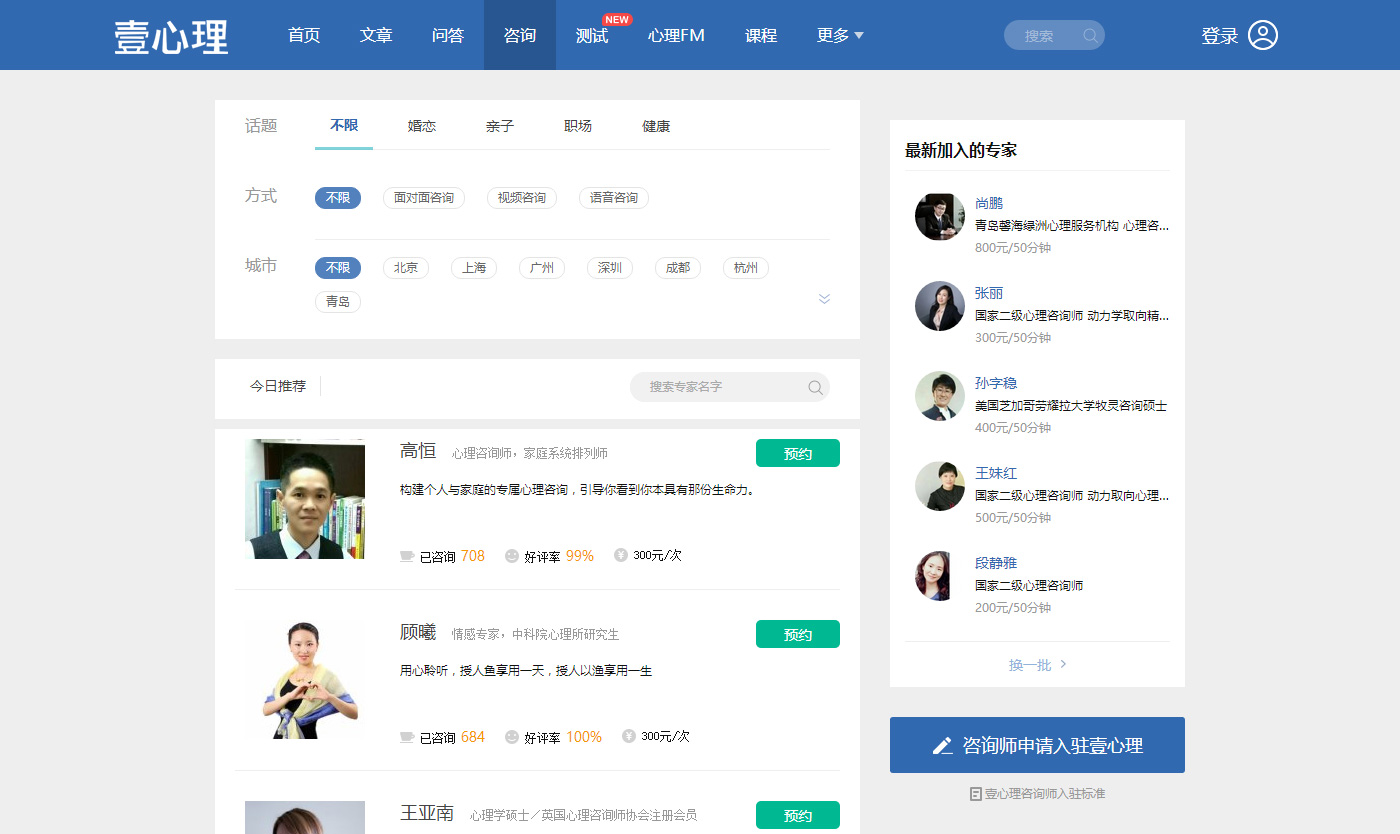 壹心理
首页 文章 问答 咨询 测试 NEW 心理FM 课程 更多
搜索
登录
话题 不限 婚恋 亲子 职场 健康
方式 不限 面对面咨询 视频咨询 语音咨询
城市 不限 北京 上海 广州 深圳 成都 杭州
青岛
今日推荐
搜索专家名字
高恒 心理咨询师，家庭系统排列师
预约
构建个人与家庭的专属心理咨询，引导你看到你本具有那份生命力。
已咨询 708 好评率 99% ¥ 300元/次
顾曦 情感专家，中科院心理所研究生
预约
用心聆听，授人鱼享用一天，授人以渔享用一生
已咨询 684 好评率 100% ¥ 300元/次
王亚南 心理学硕士／英国心理咨询师协会注册会员
预约
最新加入的专家
尚鹏
青岛馨海绿洲心理服务机构 心理咨...
800元/50分钟
张丽
国家二级心理咨询师 动力学取向精...
300元/50分钟
孙字稳
美国芝加哥劳耀拉大学牧灵咨询硕士
400元/50分钟
王妹红
国家二级心理咨询师 动力取向心理...
500元/50分钟
段静雅
国家二级心理咨询师
200元/50分钟
换一批
咨询师申请入驻壹心理
壹心理咨询师入驻标准